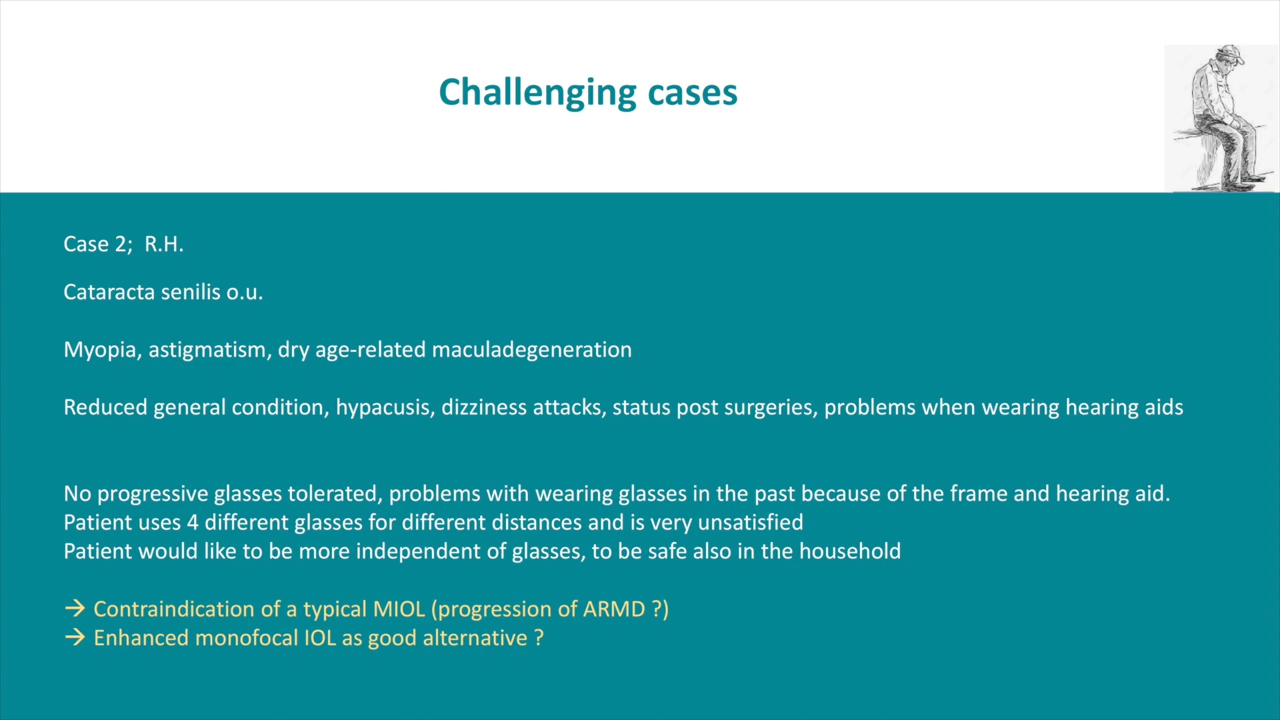 Challenging cases
Case 2;  R.H.
Cataracta senilis o.u.
Myopia, astigmatism, dry age-related maculadegeneration
Reduced general condition, hypacusis, dizziness attacks, status post surgeries, problems when wearing hearing aids
No progressive glasses tolerated, problems with wearing glasses in the past because of the frame and hearing aid.
Patient uses 4 different glasses for different distances and is very unsatisfied
Patient would like to be more independent of glasses, to be safe also in the household
→ Contraindication of a typical MIOL (progression of ARMD ?)
→ Enhanced monofocal IOL as good alternative ?